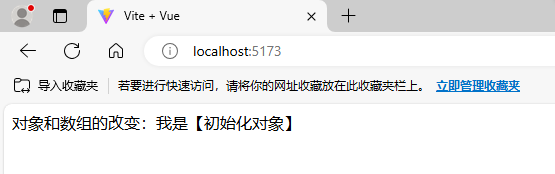 Vite + Vue
localhost:5173
导入收藏夹 若要进行快速访问，请将你的网址收藏放在此收藏夹栏上。 立即管理收藏夹
对象和数组的改变：我是【初始化对象】